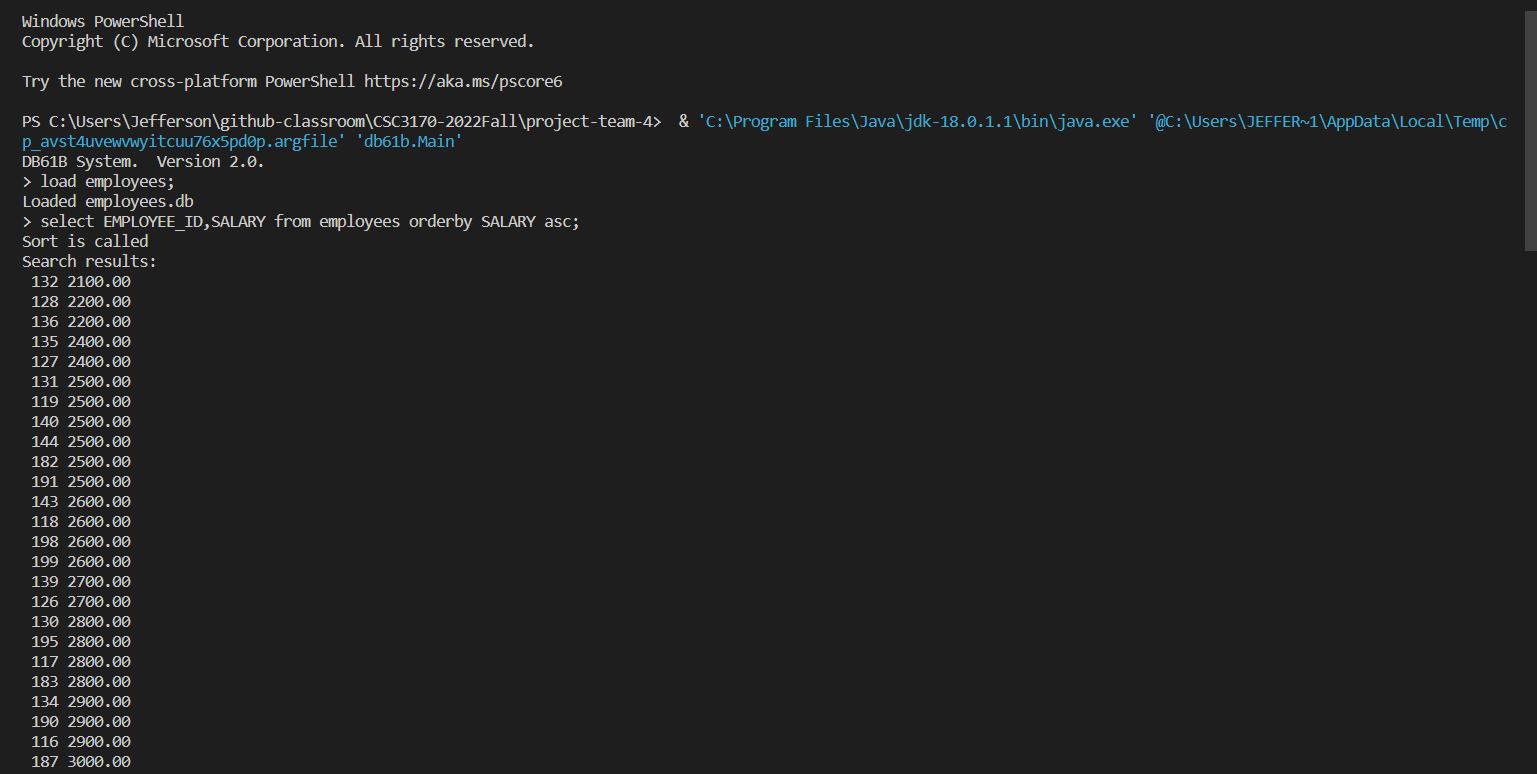 Windows PowerShell
Copyright (C) Microsoft Corporation. All rights reserved.
Try the new cross-platform PowerShell https://aka.ms/pscore6
PS C:\Users\Jefferson\github-classroom\CSC3170-2022Fall\project-team-4>  & 'C:\Program Files\Java\jdk-18.0.1.1\bin\java.exe' '@C:\Users\JEFFER~1\AppData\Local\Temp\c
p_avst4uvewvwyitcuu76x5pd0p.argfile' 'db61b.Main'
DB61B System.  Version 2.0.
> load employees;
Loaded employees.db
> select EMPLOYEE_ID,SALARY from employees orderby SALARY asc;
Sort is called
Search results:
132 2100.00
128 2200.00
136 2200.00
135 2400.00
127 2400.00
131 2500.00
119 2500.00
140 2500.00
144 2500.00
182 2500.00
191 2500.00
143 2600.00
118 2600.00
198 2600.00
199 2600.00
139 2700.00
126 2700.00
130 2800.00
195 2800.00
117 2800.00
183 2800.00
134 2900.00
190 2900.00
116 2900.00
187 3000.00